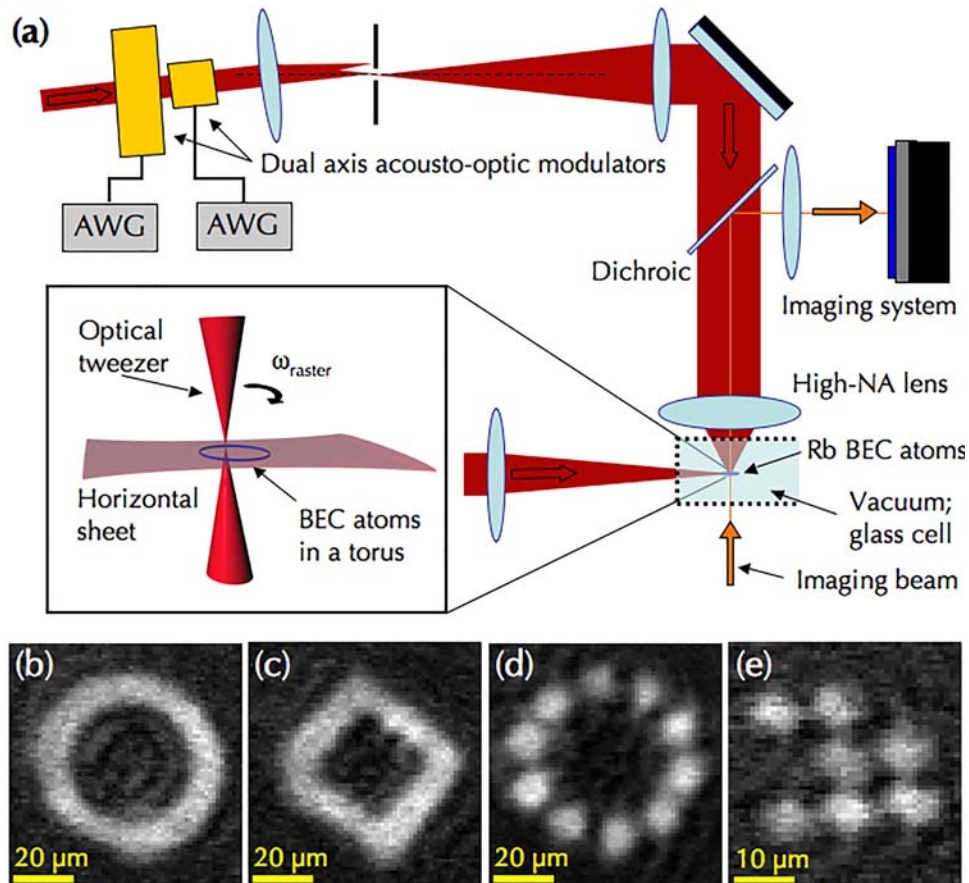 (a)
Dual axis acousto-optic modulators
AWG
AWG
Dichroic
Imaging system
High-NA lens
Rb BEC atoms
Vacuum;
glass cell
Imaging beam
Optical
tweezer
ωraster
Horizontal
sheet
BEC atoms
in a torus
(b)
20 µm
(c)
20 µm
(d)
20 µm
(e)
10 µm